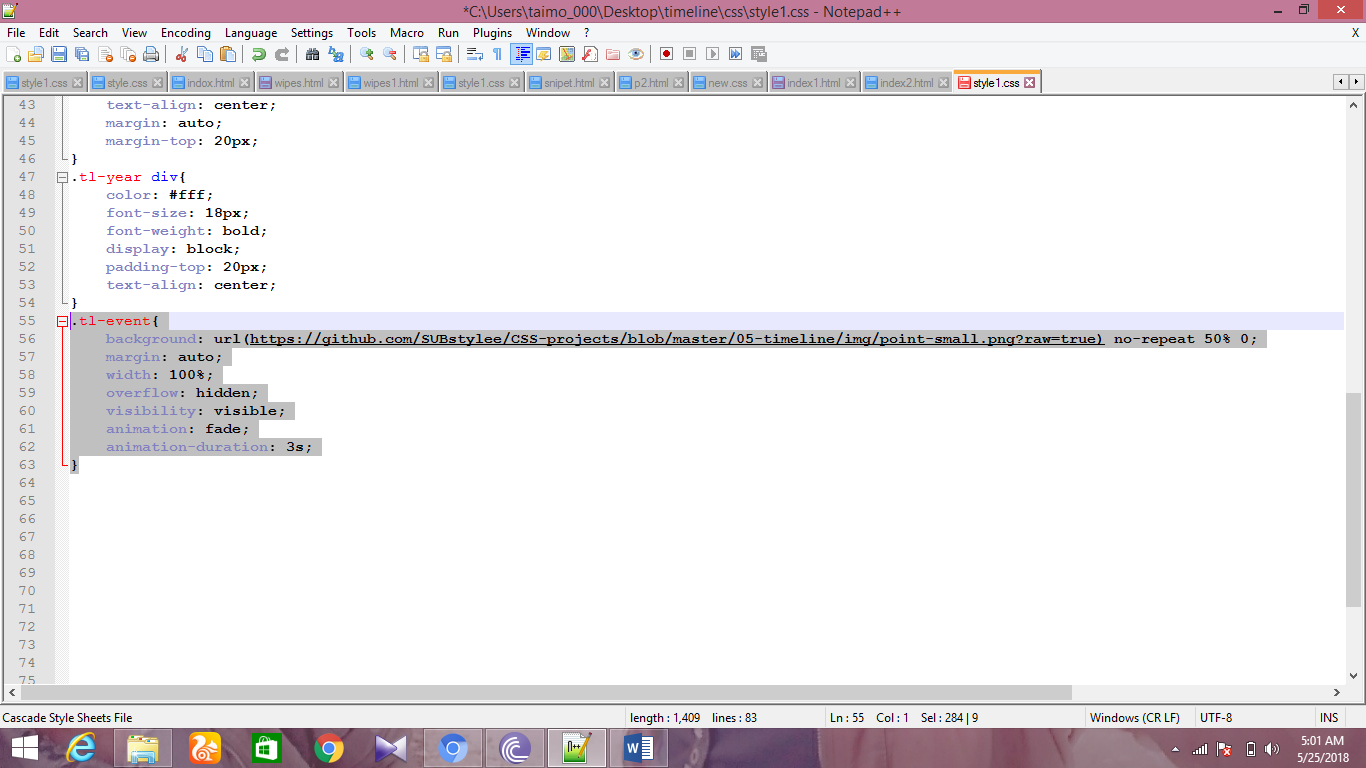 *C:\Users\taimo_000\Desktop\timeline\css\style1.css - Notepad++
File Edit Search View Encoding Language Settings Tools Macro Run Plugins Window ? X
style1.css style.css indox.html wipes.html wipes1.html style1.css snipet.html p2.html new.css index1.html index2.html style1.css
43 text-align: center;
44 margin: auto;
45 margin-top: 20px;
46 }
47 .tl-year div{
48 color: #fff;
49 font-size: 18px;
50 font-weight: bold;
51 display: block;
52 padding-top: 20px;
53 text-align: center;
54 }
55 .tl-event{
56 background: url(https://github.com/SUBstylee/CSS-projects/blob/master/05-timeline/img/point-small.png?raw=true) no-repeat 50% 0;
57 margin: auto;
58 width: 100%;
59 overflow: hidden;
60 visibility: visible;
61 animation: fade;
62 animation-duration: 3s;
63 }
64
65
66
67
68
69
70
71
72
73
74
75
Cascade Style Sheets File length : 1,409 lines : 83 Ln : 55 Col : 1 Sel : 284 | 9 Windows (CR LF) UTF-8 INS
5:01 AM
5/25/2018